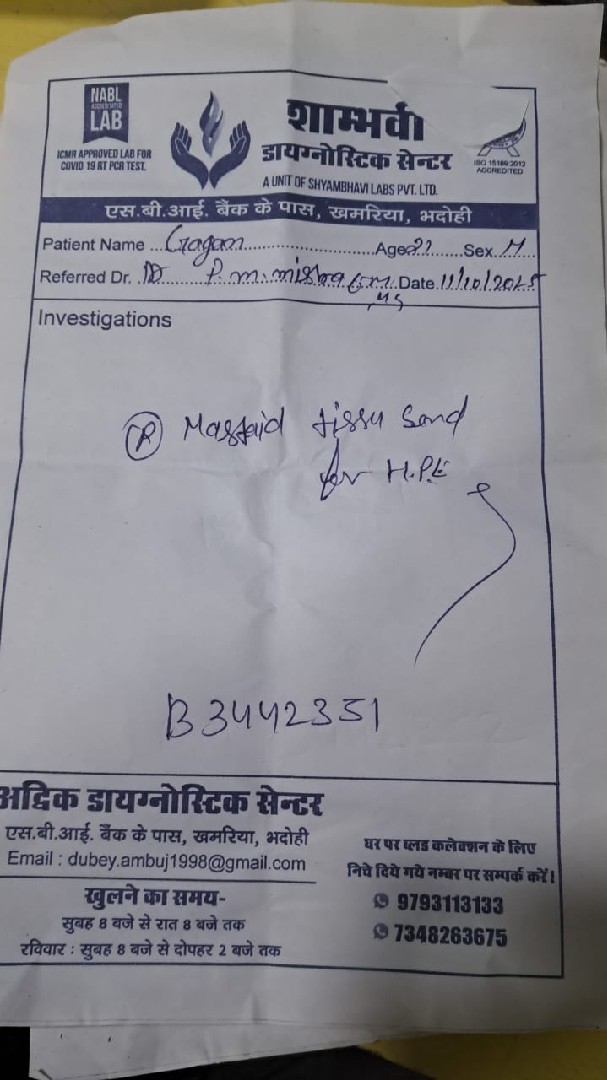 NABL
ASSOCIATED
LAB
ICMR APPROVED LAB FOR
COVID 19 RT PCR TEST.
शाम्भवी
डायग्नोस्टिक सेन्टर
A UNIT OF SHYAMBHAVI LABS PVT. LTD.
ISO 15189:2012
ACCREDITED
एस.बी.आई. बैंक के पास, खमरिया, भदोही
Patient Name ... Gagan ... Age ... Sex M
Referred Dr. ... P.m. mishra ... Date 11/10/2025
Investigations
(R) Mastoid tissu Send
for H.P.E
B3442351
अद्विक डायग्नोस्टिक सेन्टर
एस.बी.आई. बैंक के पास, खमरिया, भदोही
Email : dubey.ambuj1998@gmail.com
खुलने का समय-
सुबह 8 बजे से रात 8 बजे तक
रविवार : सुबह 8 बजे से दोपहर 2 बजे तक
घर पर ब्लड कलेक्शन के लिए
निचे दिये गये नम्बर पर सम्पर्क करें।
9793113133
7348263675